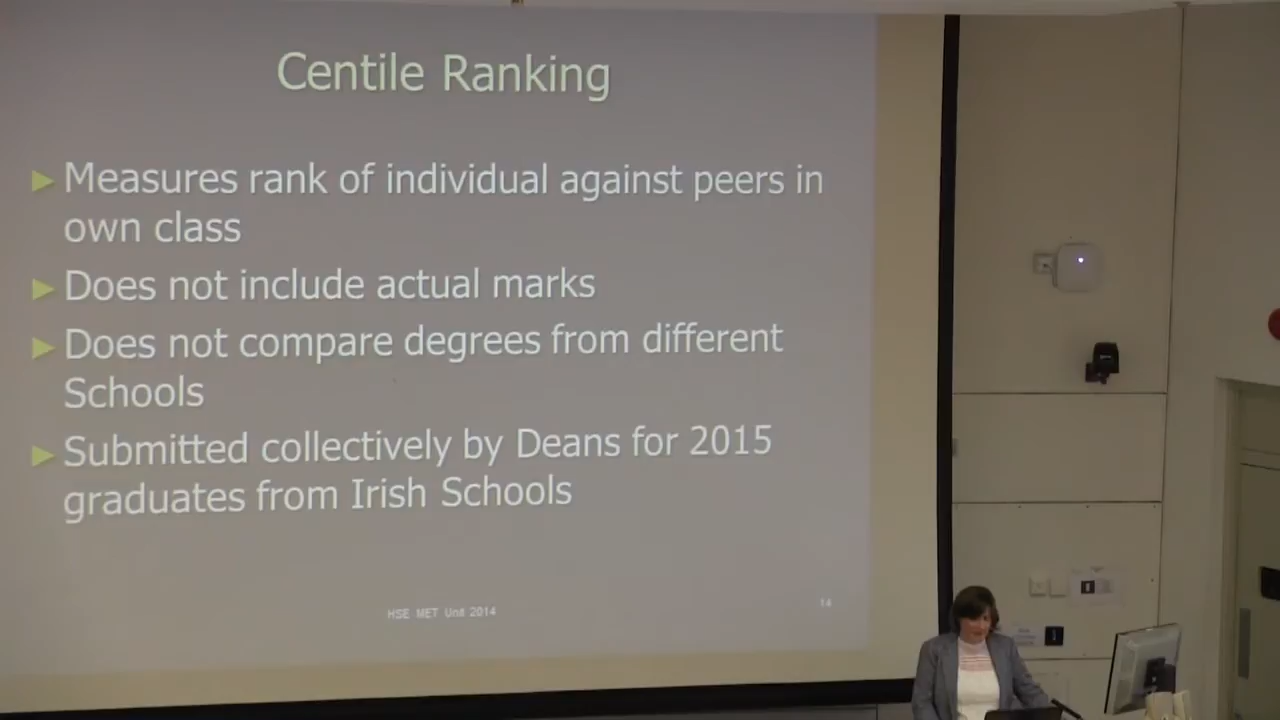 Centile Ranking
Measures rank of individual against peers in
own class
Does not include actual marks
Does not compare degrees from different
Schools
Submitted collectively by Deans for 2015
graduates from Irish Schools
HSE MET Unit 2014
14